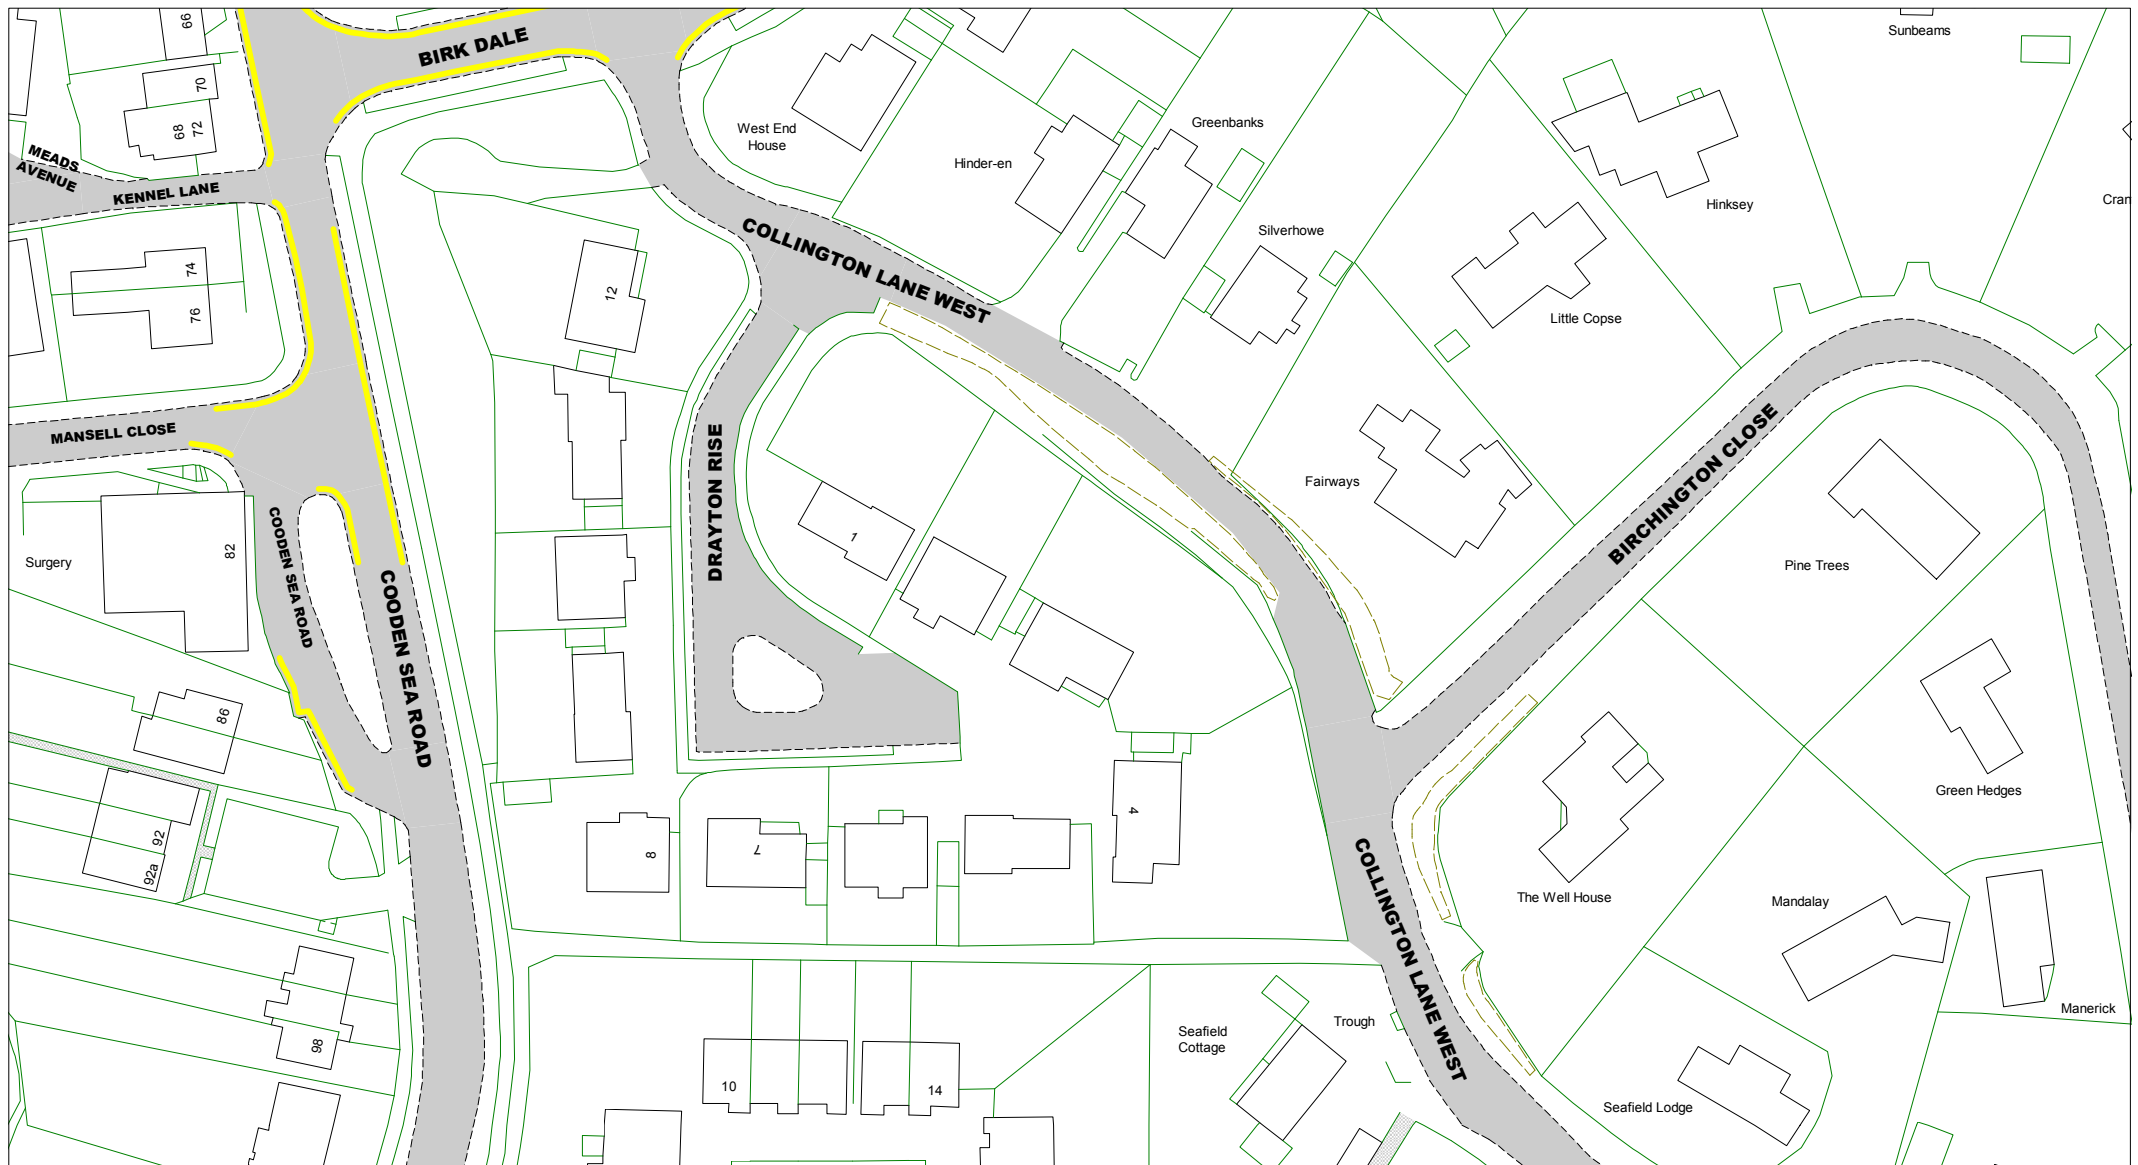 66
BIRK DALE
Sunbeams
70
68
72
West End
House
Greenbanks
Hinder-en
MEADS
AVENUE
KENNEL LANE
Hinksey
Cran
COLLINGTON LANE WEST
Silverhowe
74
76
12
Little Copse
MANSELL CLOSE
DRAYTON RISE
BIRCHINGTON CLOSE
Fairways
Surgery
82
COODEN SEA ROAD
COODEN SEA ROAD
1
Pine Trees
86
92
92a
8
7
4
Green Hedges
The Well House
Mandalay
COLLINGTON LANE WEST
Manerick
Seafield
Cottage
Trough
98
10
14
Seafield Lodge